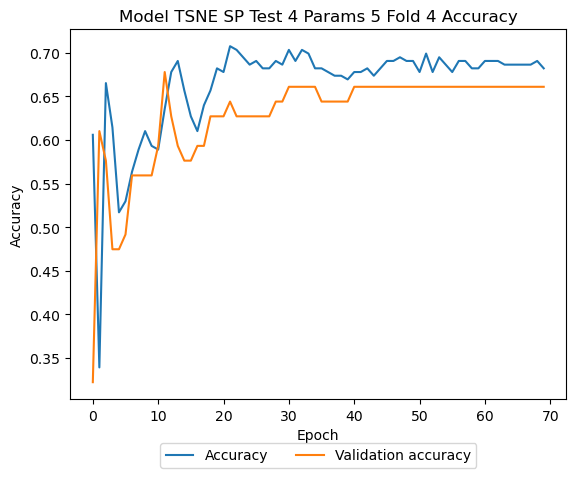 Model TSNE SP Test 4 Params 5 Fold 4 Accuracy
0.70
0.65
0.60
0.55
0.50
0.45
0.40
0.35
Accuracy
0 10 20 30 40 50 60 70
Epoch
Accuracy Validation accuracy